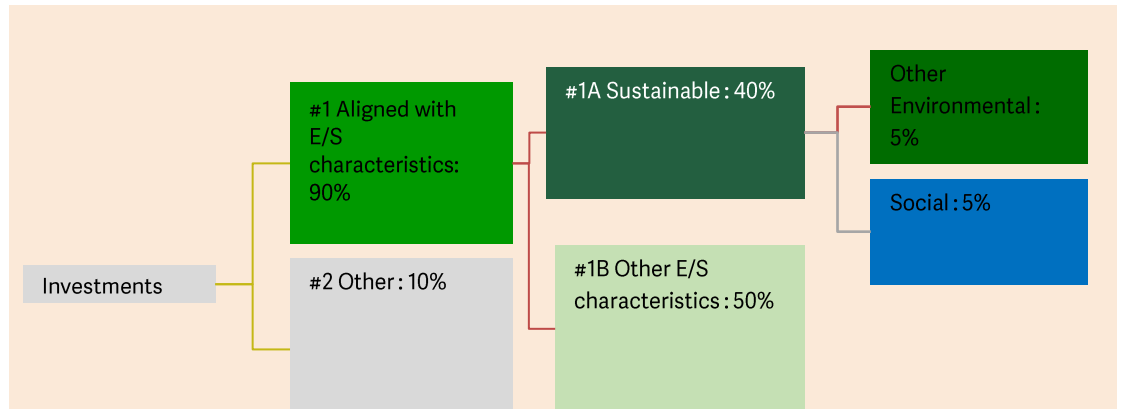 Investments
#1 Aligned with
E/S
characteristics:
90%
#2 Other : 10%
#1A Sustainable : 40%
#1B Other E/S
characteristics : 50%
Other
Environmental :
5%
Social : 5%